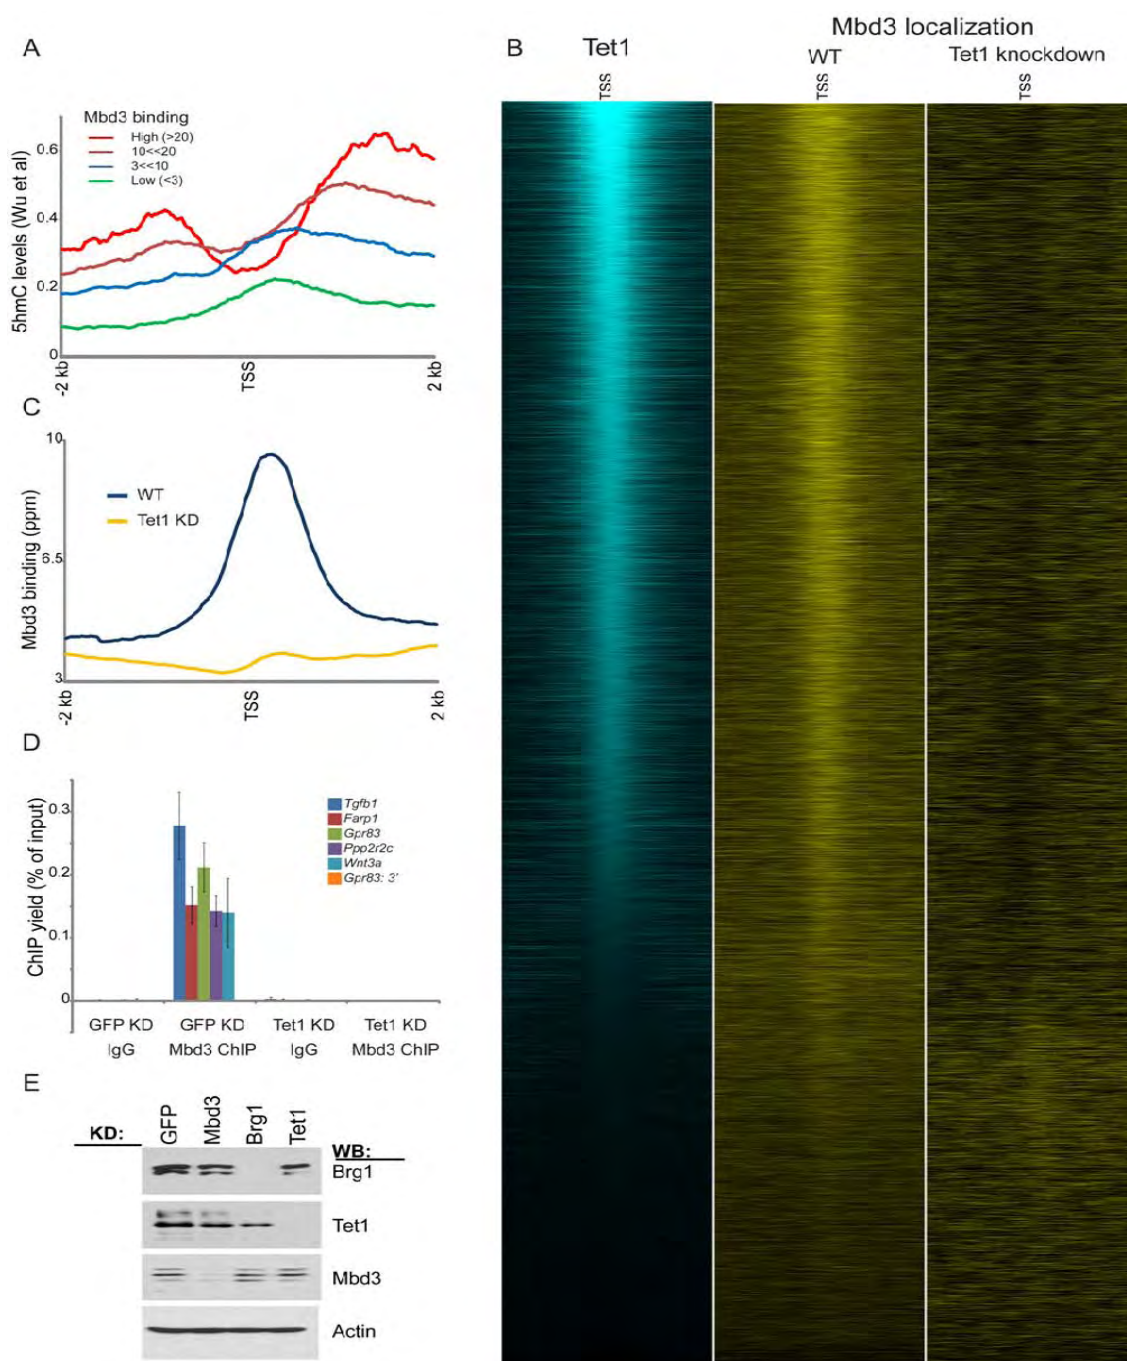 A
Mbd3 binding
High (>20)
10<<20
3<<10
Low (<3)
5hmC levels (Wu et al)
0.6
0.4
0.2
0
-2 kb
TSS
2 kb
B
Tet1
Mbd3 localization
WT
Tet1 knockdown
TSS
TSS
TSS
C
Mbd3 binding (ppm)
10
6.5
3
WT
Tet1 KD
-2 kb
TSS
2 kb
D
ChIP yield (% of input)
0.3
0.2
0.1
0
Tgfb1
Farp1
Gpr83
Ppp2r2c
Wnt3a
Gpr83: 3'
GFP KD GFP KD Tet1 KD Tet1 KD
IgG Mbd3 ChIP IgG Mbd3 ChIP
E
KD:
GFP
Mbd3
Brg1
Tet1
WB:
Brg1
Tet1
Mbd3
Actin